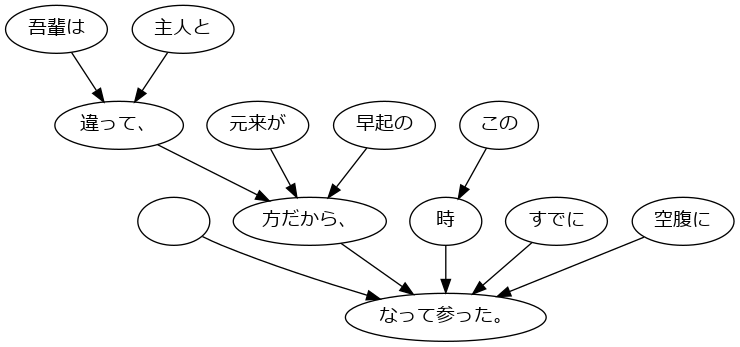 吾輩は
主人と
違って、
元来が
早起の
この
方だから、
時
すでに
空腹に
なって参った。